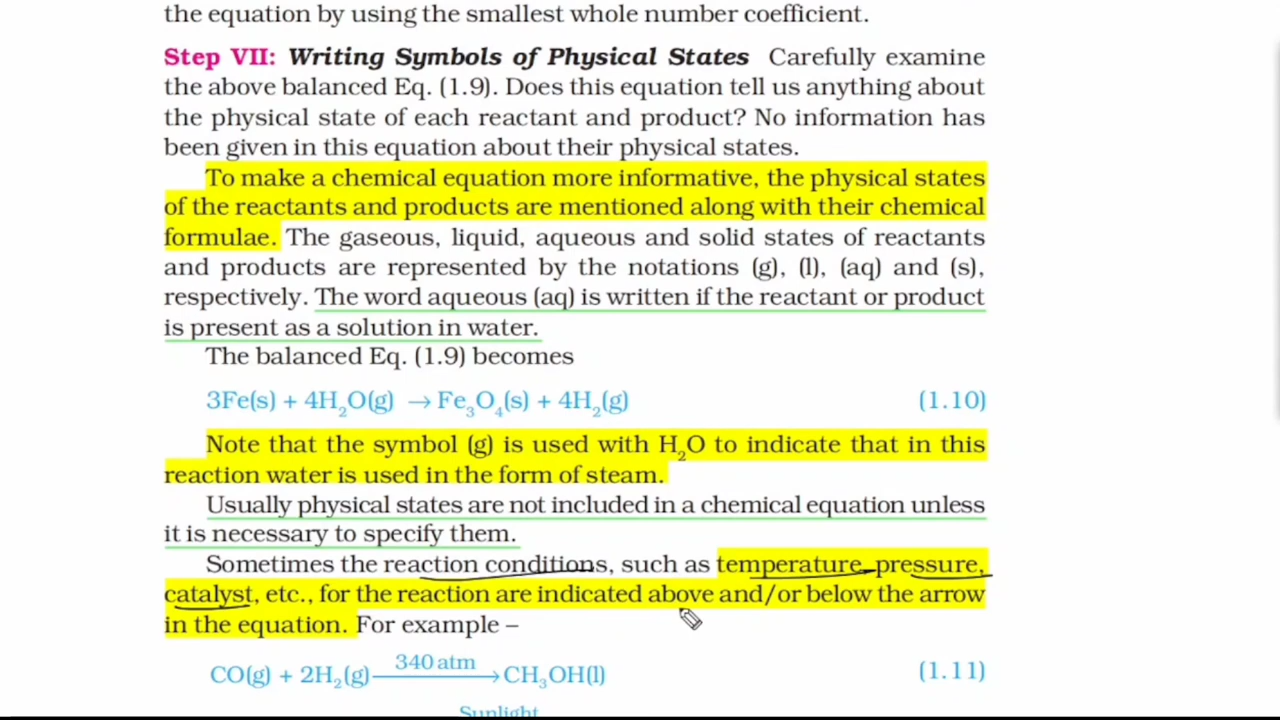 the equation by using the smallest whole number coefficient.
Step VII: Writing Symbols of Physical States Carefully examine
the above balanced Eq. (1.9). Does this equation tell us anything about
the physical state of each reactant and product? No information has
been given in this equation about their physical states.
To make a chemical equation more informative, the physical states
of the reactants and products are mentioned along with their chemical
formulae. The gaseous, liquid, aqueous and solid states of reactants
and products are represented by the notations (g), (l), (aq) and (s),
respectively. The word aqueous (aq) is written if the reactant or product
is present as a solution in water.
The balanced Eq. (1.9) becomes
3Fe(s) + 4H₂O(g) → Fe₃O₄(s) + 4H₂(g) (1.10)
Note that the symbol (g) is used with H₂O to indicate that in this
reaction water is used in the form of steam.
Usually physical states are not included in a chemical equation unless
it is necessary to specify them.
Sometimes the reaction conditions, such as temperature, pressure,
catalyst, etc., for the reaction are indicated above and/or below the arrow
in the equation. For example –
340 atm
CO(g) + 2H₂(g) → CH₃OH(l) (1.11)
Sunlight